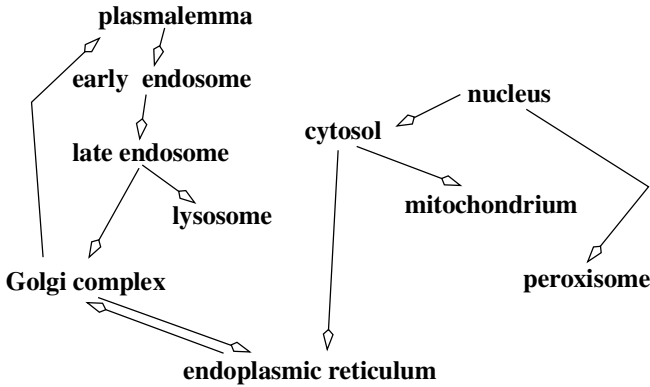 plasmalemma
early endosome
nucleus
cytosol
late endosome
mitochondrium
lysosome
Golgi complex
peroxisome
endoplasmic reticulum